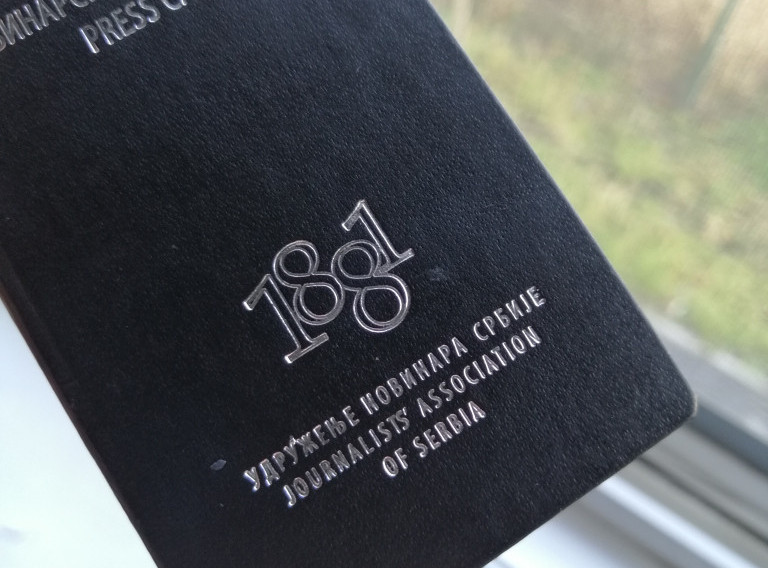 PRESS
1881
УДРУЖЕЊЕ НОВИНАРА СРБИЈЕ
JOURNALISTS' ASSOCIATION
OF SERBIA